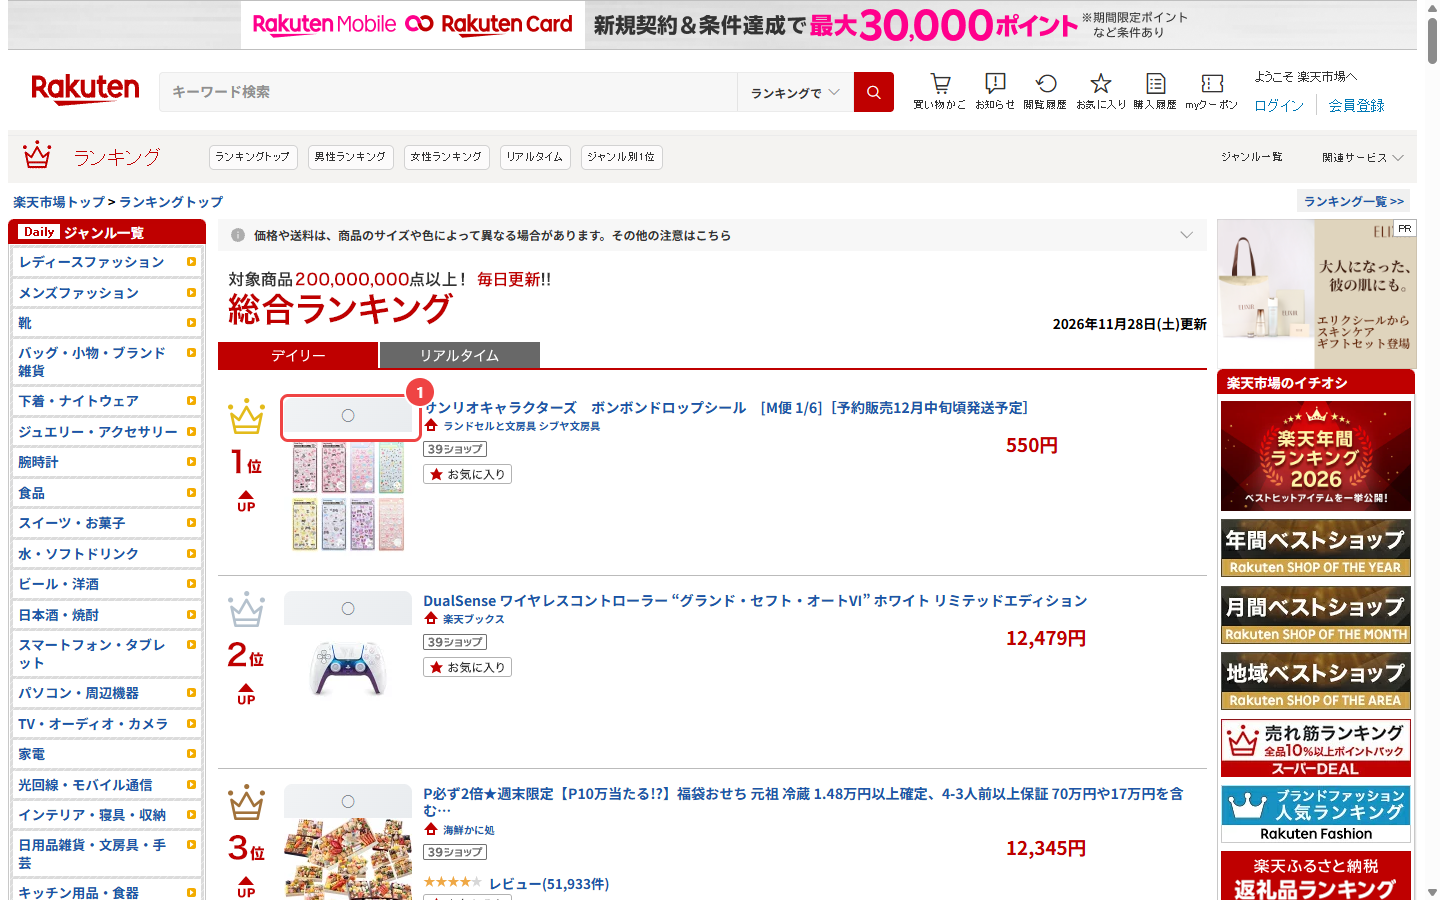 Rakuten Mobile Rakuten Card 新規契約&条件達成で最大30,000ポイント ※期間限定ポイント
など条件あり
Rakuten
キーワード検索
ランキングで
買い物かご お知らせ 閲覧履歴 お気に入り 購入履歴 myクーポン
ようこそ 楽天市場へ
ログイン 会員登録
ランキング
ランキングトップ 男性ランキング 女性ランキング リアルタイム ジャンル別1位
ジャンル一覧 関連サービス
楽天市場トップ > ランキングトップ
ランキング一覧 >>
Daily ジャンル一覧
レディースファッション
メンズファッション
靴
バッグ・小物・ブランド
雑貨
下着・ナイトウェア
ジュエリー・アクセサリー
腕時計
食品
スイーツ・お菓子
水・ソフトドリンク
ビール・洋酒
日本酒・焼酎
スマートフォン・タブレ
ット
パソコン・周辺機器
TV・オーディオ・カメラ
家電
光回線・モバイル通信
インテリア・寝具・収納
日用品雑貨・文房具・手
芸
キッチン用品・食器
価格や送料は、商品のサイズや色によって異なる場合があります。その他の注意はこちら
対象商品200,000,000点以上! 毎日更新!!
総合ランキング
2026年11月28日(土)更新
デイリー
リアルタイム
1
1位
UP
サンリオキャラクターズ ボンボンドロップシール [M便 1/6] [予約販売12月中旬頃発送予定]
ランドセルと文房具 シブヤ文房具
39ショップ
お気に入り
550円
2位
UP
DualSense ワイヤレスコントローラー “グランド・セフト・オートVI” ホワイト リミテッドエディション
楽天ブックス
39ショップ
お気に入り
12,479円
3位
UP
P必ず2倍★週末限定【P10万当たる!?】福袋おせち 元祖 冷蔵 1.48万円以上確定、4-3人前以上保証 70万円や17万円を含
む…
海鮮かに処
39ショップ
レビュー(51,933件)
12,345円
PR
大人になった、
彼の肌にも。
エリクシールから
スキンケア
ギフトセット登場
楽天市場のイチオシ
楽天年間
ランキング
2026
ベストヒットアイテムを一挙公開!
年間ベストショップ
Rakuten SHOP OF THE YEAR
月間ベストショップ
Rakuten SHOP OF THE MONTH
地域ベストショップ
Rakuten SHOP OF THE AREA
売れ筋ランキング
全品10%以上ポイントバック
スーパーDEAL
ブランドファッション
人気ランキング
Rakuten Fashion
楽天ふるさと納税
返礼品ランキング